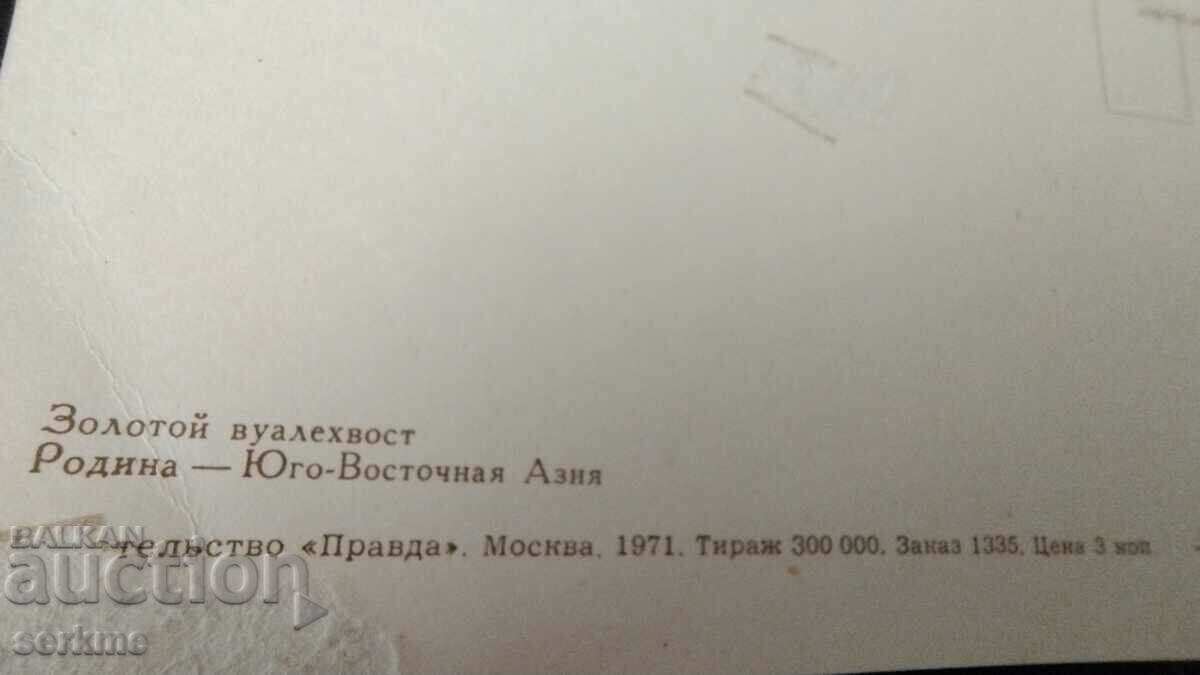 Золотой вуалехвост
Родина — Юго-Восточная Азия
тельство «Правда». Москва. 1971. Тираж 300 000. Заказ 1335. Цена 3 коп
BALKAN
auction
serkme